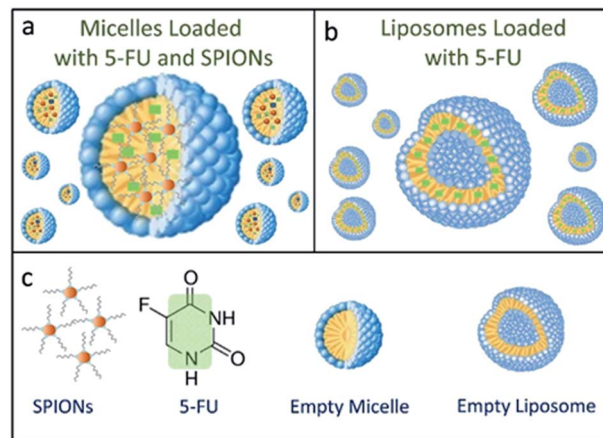 a
Micelles Loaded
with 5-FU and SPIONs
b
Liposomes Loaded
with 5-FU
c
O
F
NH
N
H
O
SPIONs
5-FU
Empty Micelle
Empty Liposome